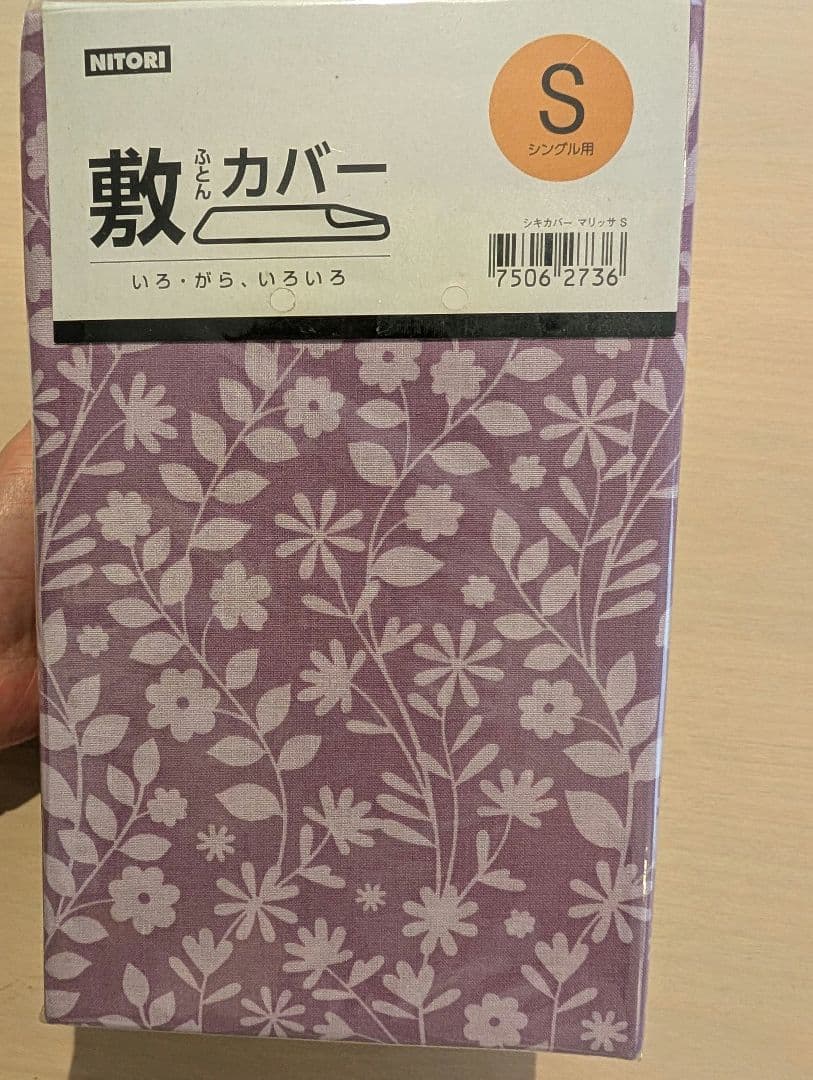 NITORI
S
シングル用
敷ふとんカバー
シキカバー マリッサ S
7506 2736
いろ・がら、いろいろ